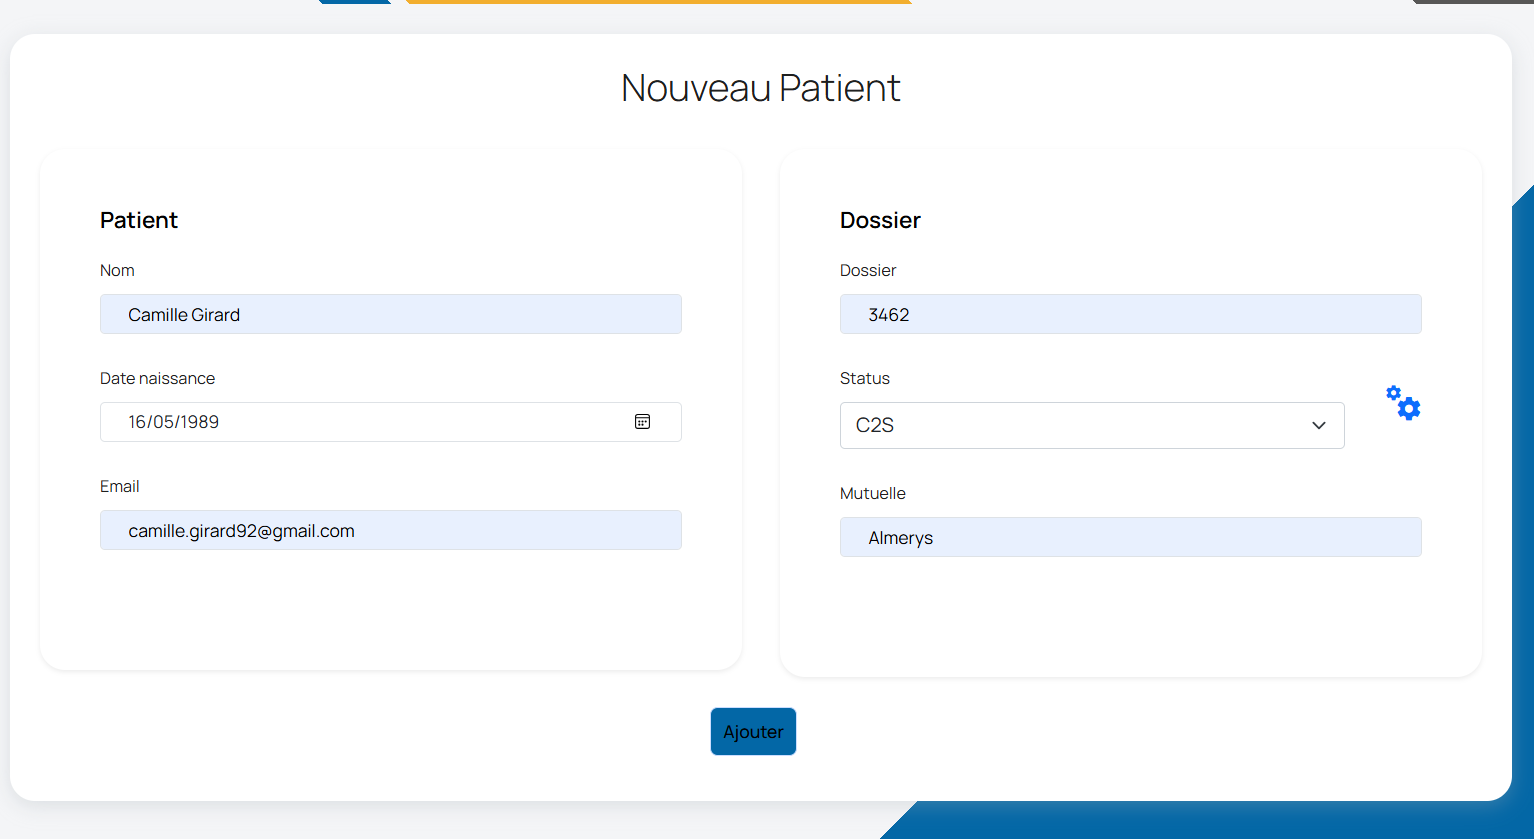 Nouveau Patient
Patient
Nom
Camille Girard
Date naissance
16/05/1989
Email
camille.girard92@gmail.com
Dossier
Dossier
3462
Status
C2S
Mutuelle
Almerys
Ajouter